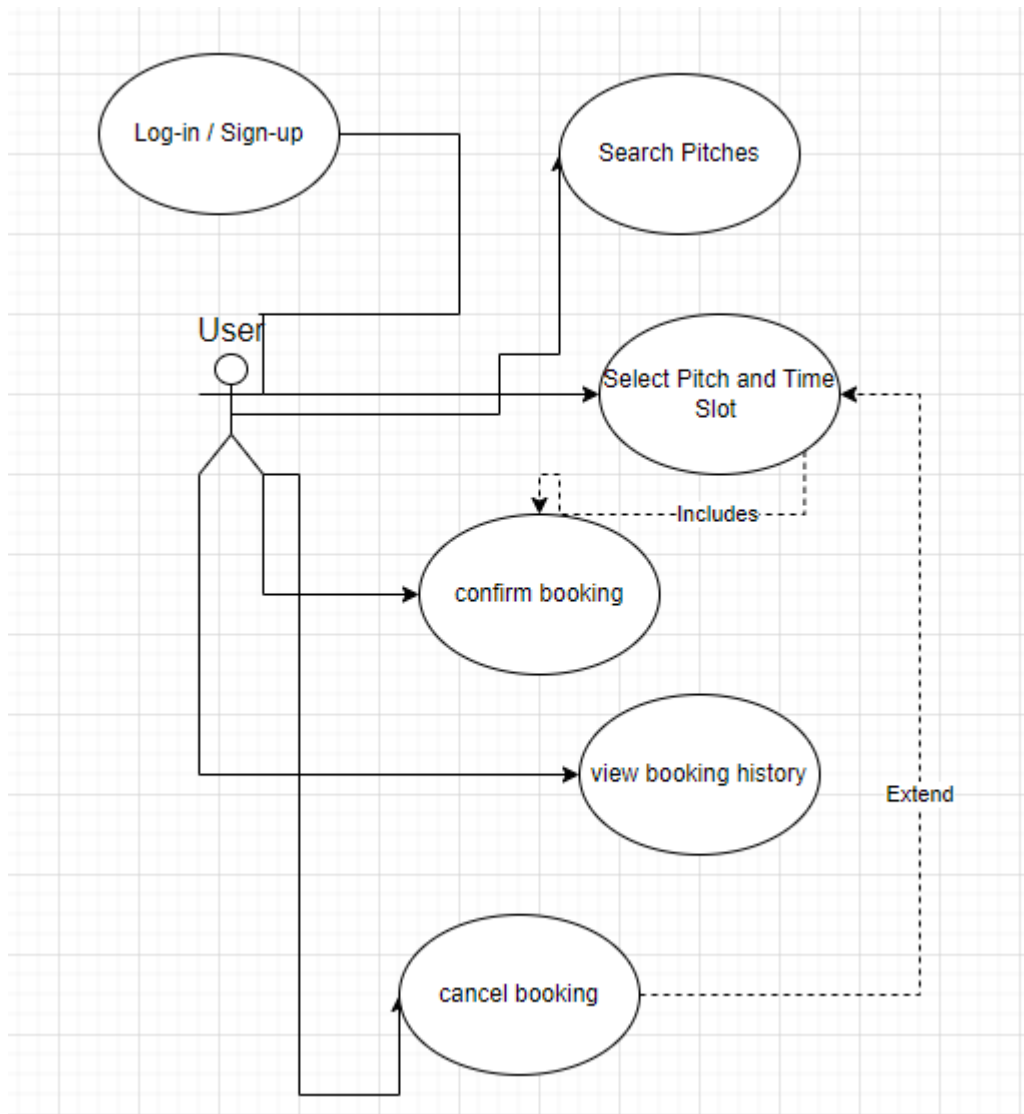 Log-in / Sign-up
Search Pitches
User
Select Pitch and Time
Slot
Includes
confirm booking
view booking history
Extend
cancel booking